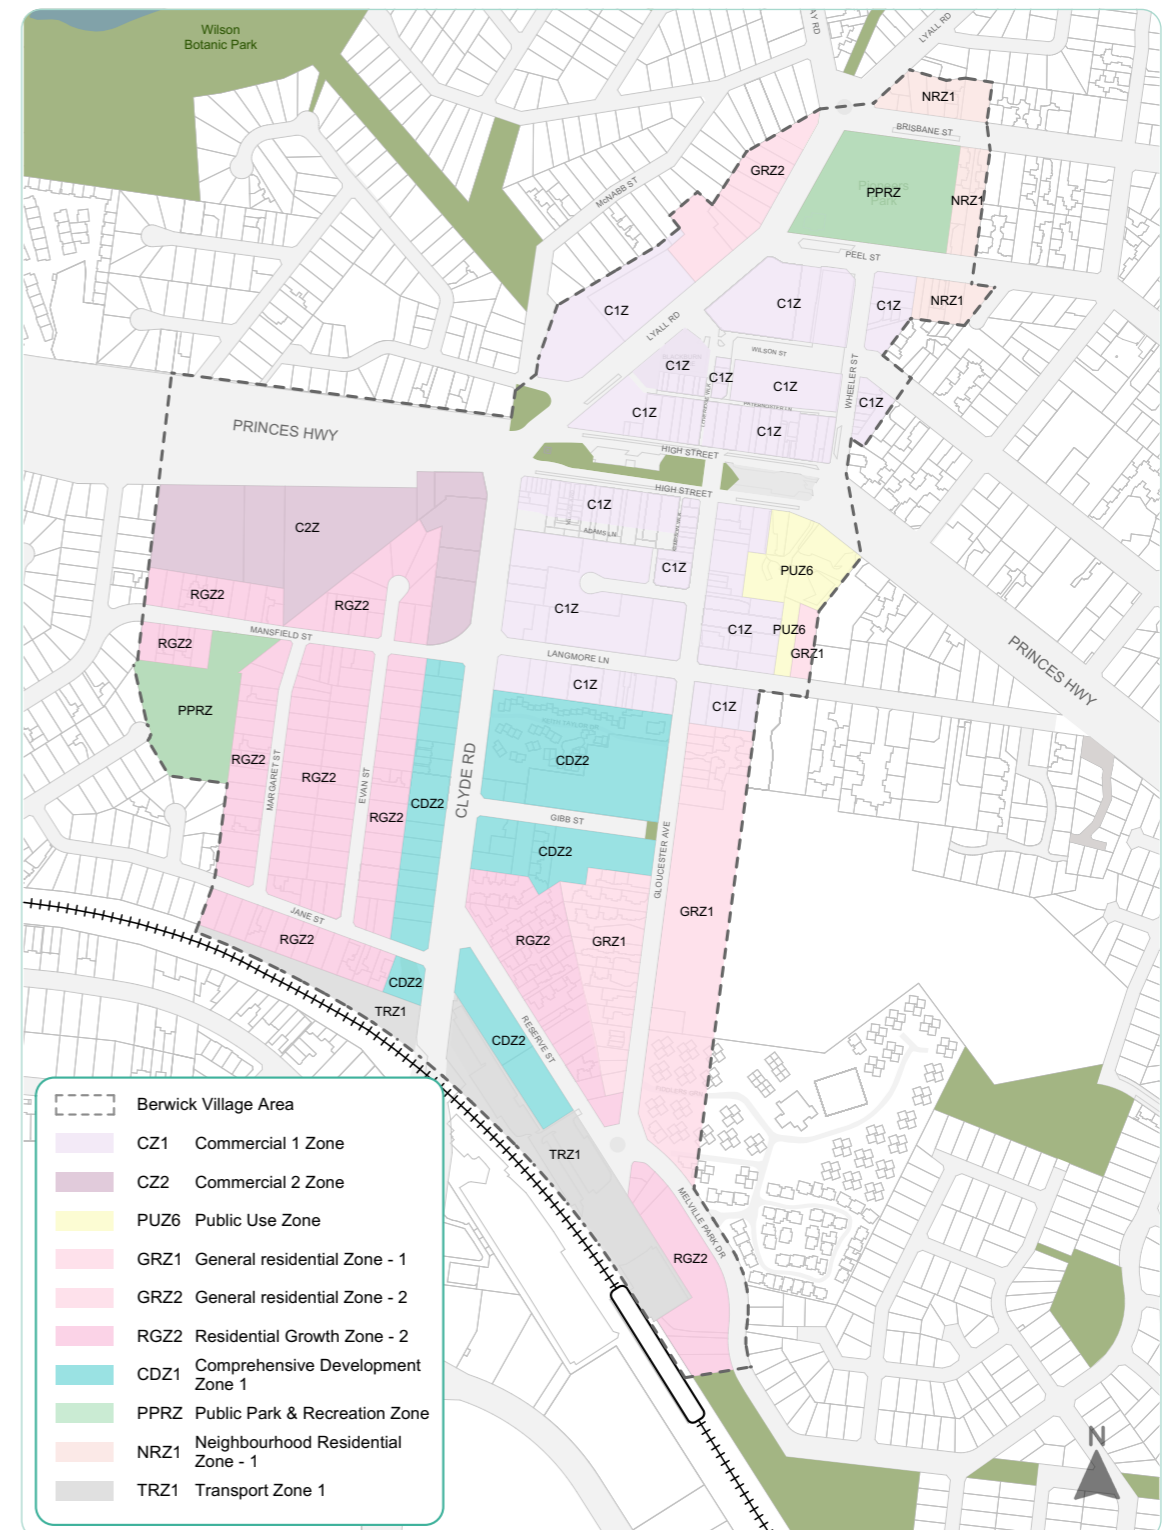 Wilson
Botanic Park
LYALL RD
AY RD
NRZ1
BRISBANE ST
GRZ2
McNABB ST
PPRZ
Park
NRZ1
PEEL ST
C1Z
C1Z
C1Z
NRZ1
LYALL RD
WILSON ST
C1Z
C1Z
C1Z
WHEELER ST
C1Z
C1Z
C1Z
PRINCES HWY
HIGH STREET
HIGH STREET
C1Z
ADAMS LN
C2Z
C1Z
PUZ6
RGZ2
RGZ2
C1Z
C1Z
PUZ6
MANSFIELD ST
RGZ2
GRZ1
LANGMORE LN
PRINCES HWY
C1Z
C1Z
PPRZ
RGZ2
MARGARET ST
RGZ2
EVAN ST
RGZ2
CDZ2
CLYDE RD
CDZ2
GIBB ST
CDZ2
GLOUCESTER AVE
GRZ1
JANE ST
RGZ2
RGZ2
GRZ1
CDZ2
TRZ1
CDZ2
RESERVE ST
TRZ1
MELVILLE PARK DR
RGZ2
Berwick Village Area
CZ1 Commercial 1 Zone
CZ2 Commercial 2 Zone
PUZ6 Public Use Zone
GRZ1 General residential Zone - 1
GRZ2 General residential Zone - 2
RGZ2 Residential Growth Zone - 2
CDZ1 Comprehensive Development
Zone 1
PPRZ Public Park & Recreation Zone
NRZ1 Neighbourhood Residential
Zone - 1
TRZ1 Transport Zone 1
N